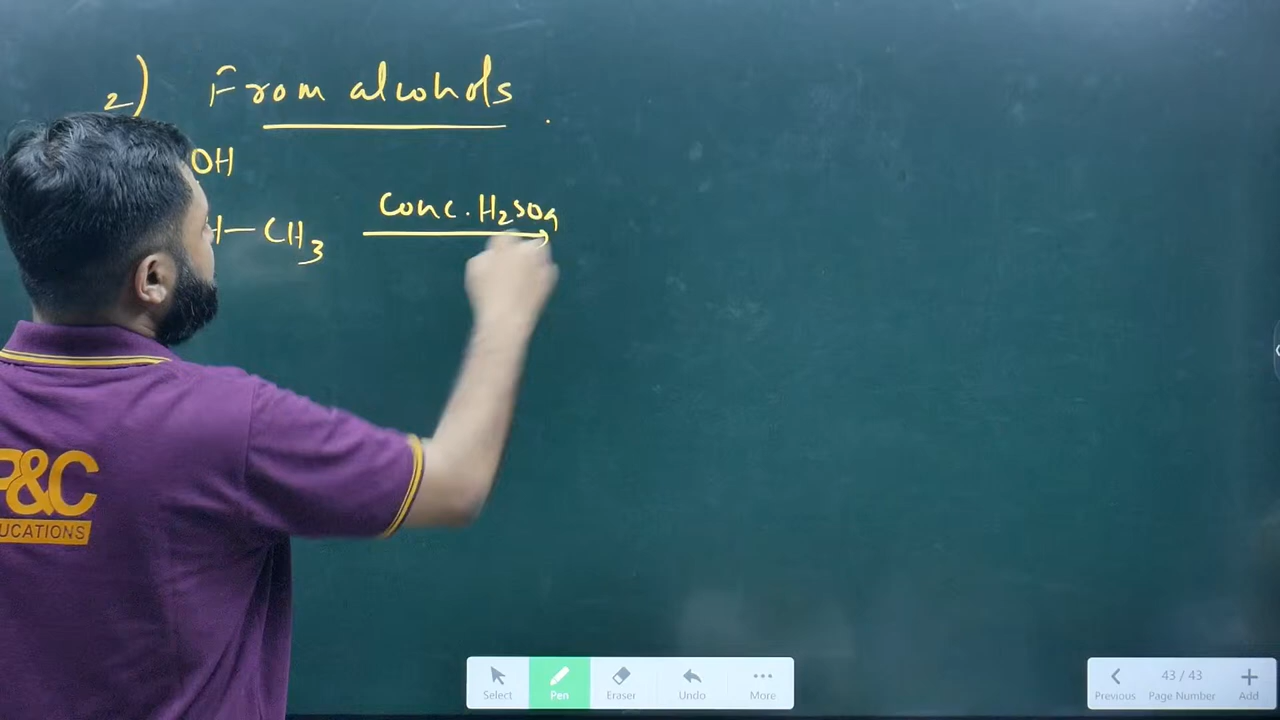 2) From alcohols.
OH
H-CH3 Conc. H2SO4
P&C
UCATIONS
Select Pen Eraser Undo More
Previous 43 / 43 Page Number Add